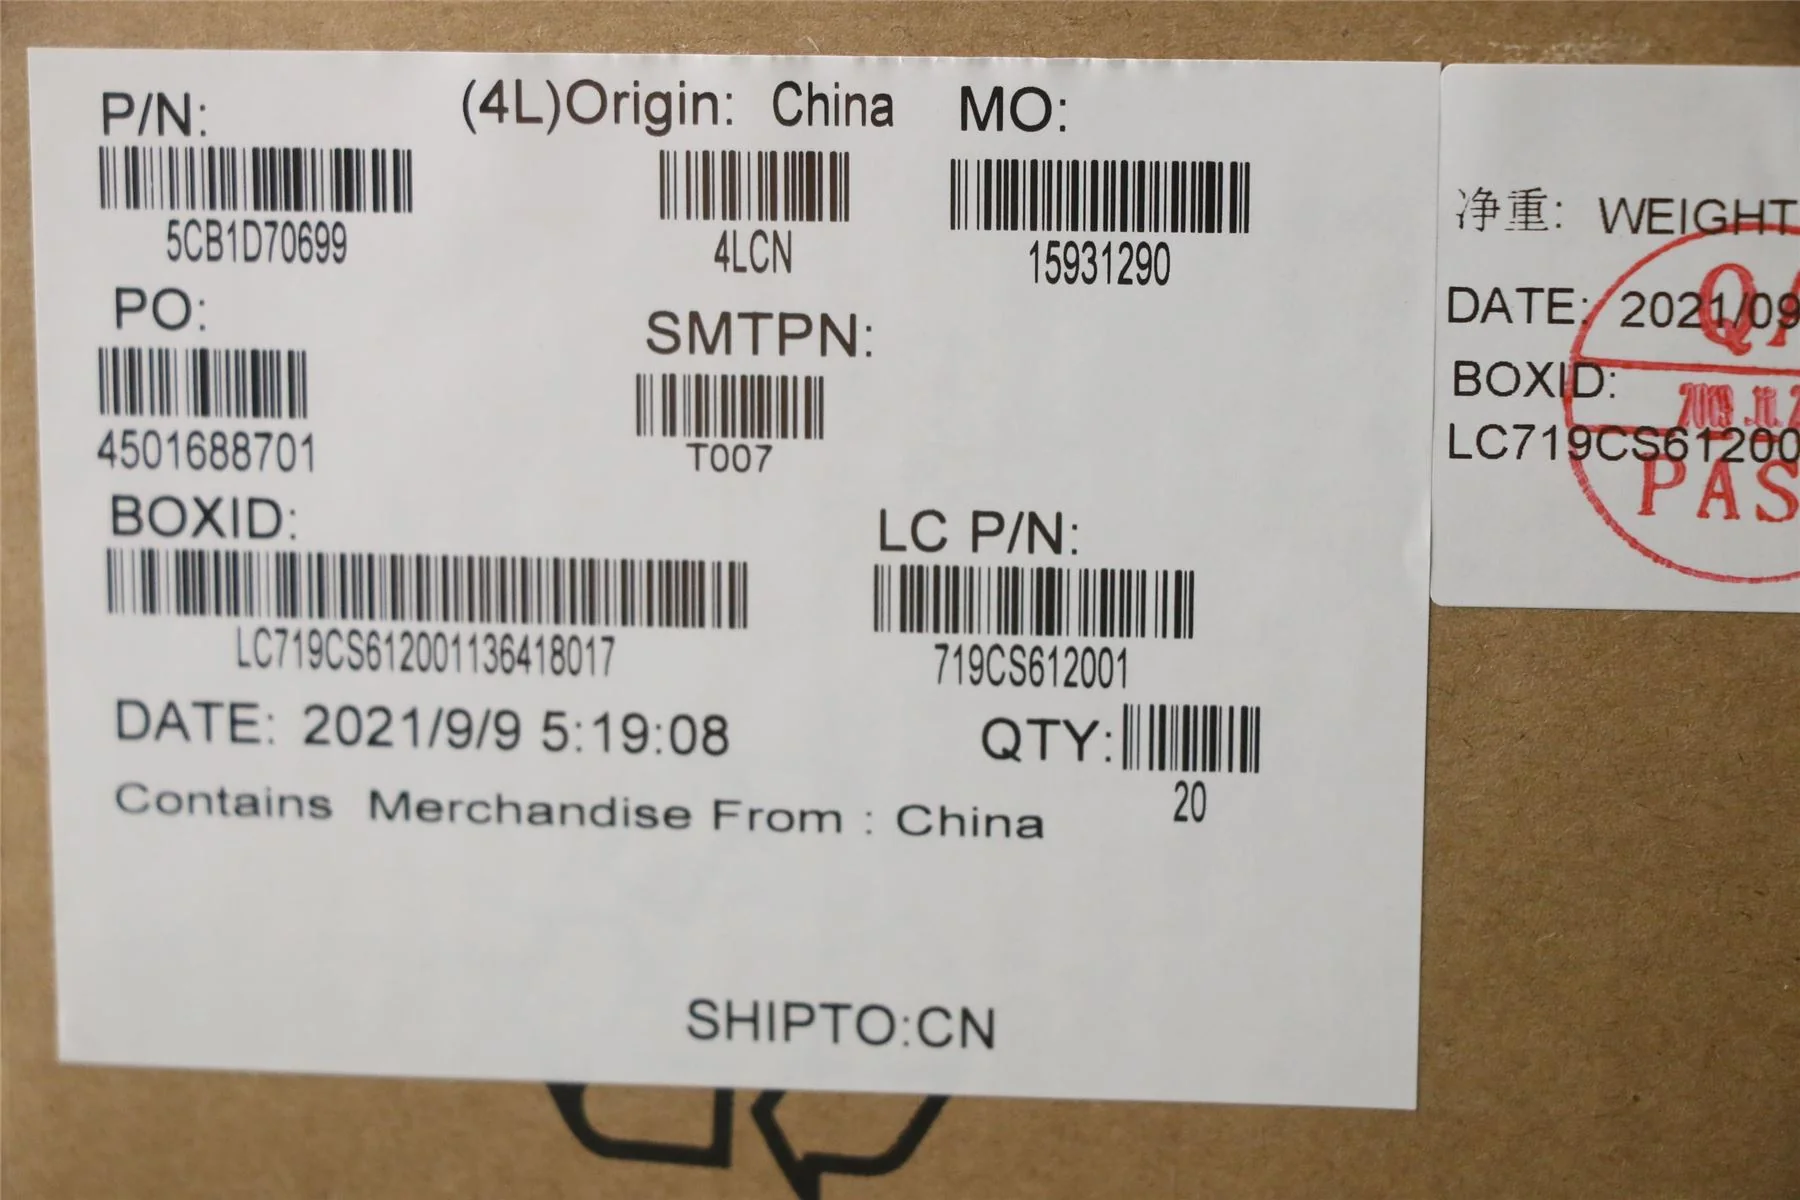 P/N:
(4L)Origin: China
MO:
5CB1D70699
4LCN
15931290
PO:
SMTPN:
4501688701
T007
BOXID:
LC P/N:
LC719CS612001136418017
719CS612001
DATE: 2021/9/9 5:19:08
QTY:
20
Contains Merchandise From : China
SHIPTO:CN
净重: WEIGHT
DATE: 2021/09
BOXID:
LC719CS61200